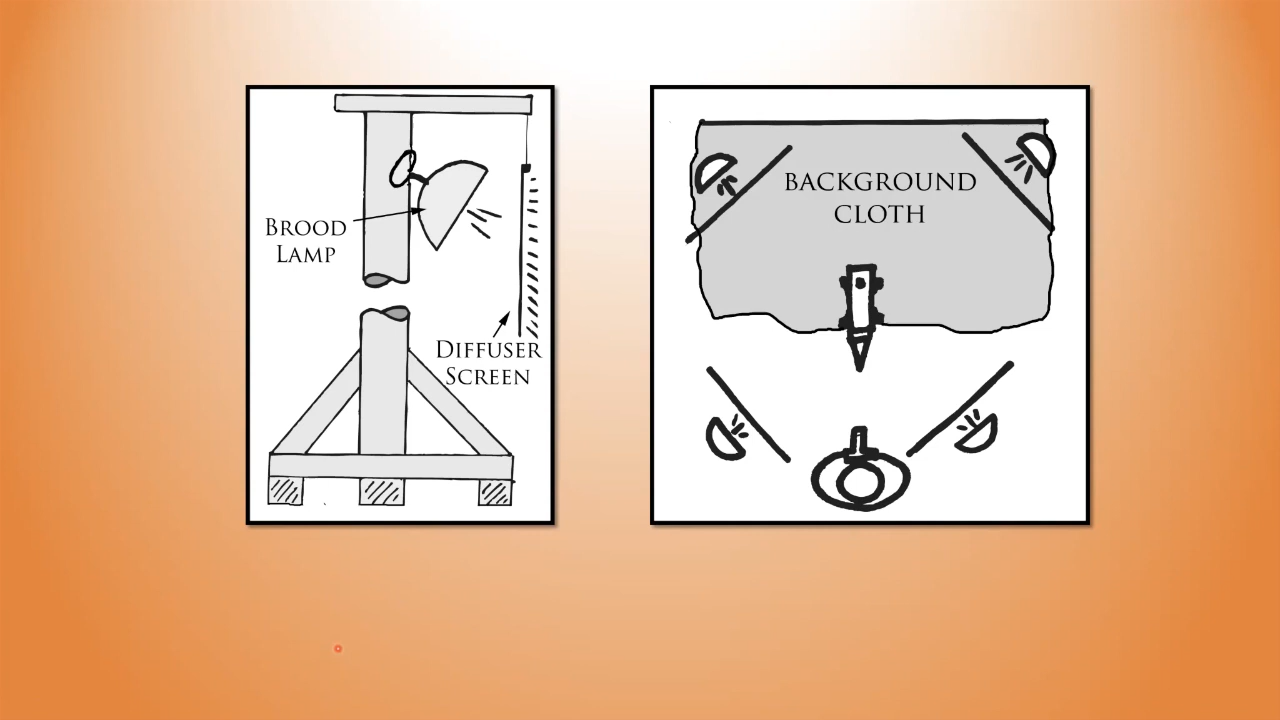 BROOD
LAMP
DIFFUSER
SCREEN
BACKGROUND
CLOTH